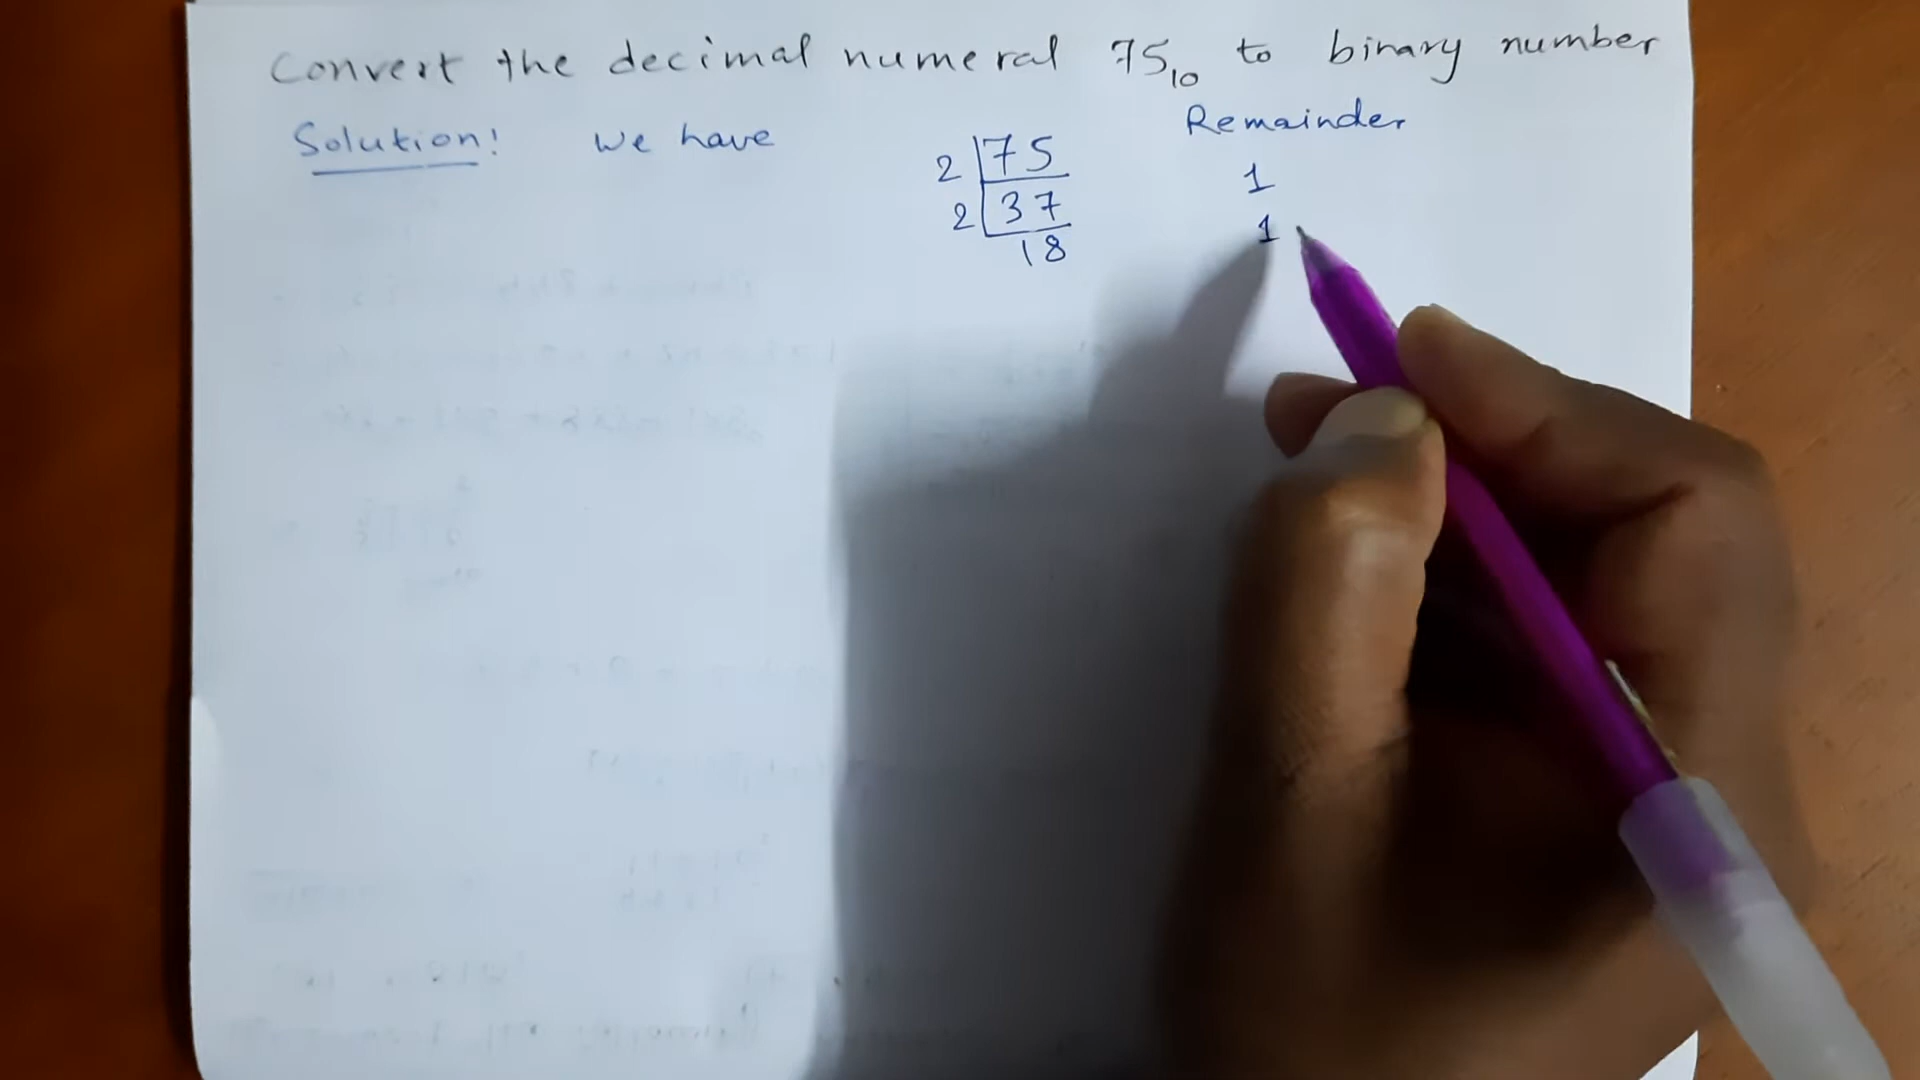 Convert the decimal numeral 75₁₀ to binary number
Solution! We have
Remainder
2 | 75 1
2 | 37 1
18